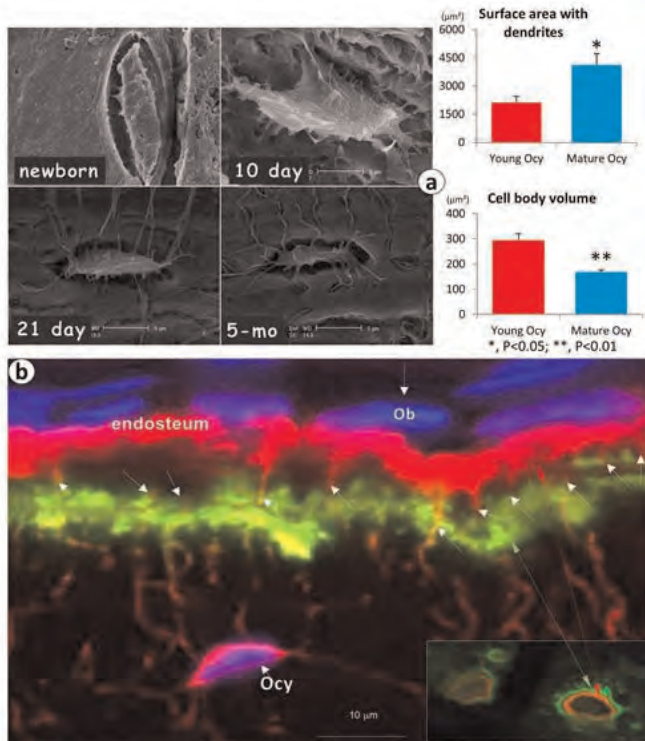 newborn
10 day
21 day
5-mo
a
(µm²)
Surface area with
dendrites
6000
4500
3000
1500
0
*
Young Ocy
Mature Ocy
(µm³)
Cell body volume
400
300
200
100
0
**
Young Ocy
Mature Ocy
*, P<0.05; **, P<0.01
b
endosteum
Ob
Ocy
10 µm